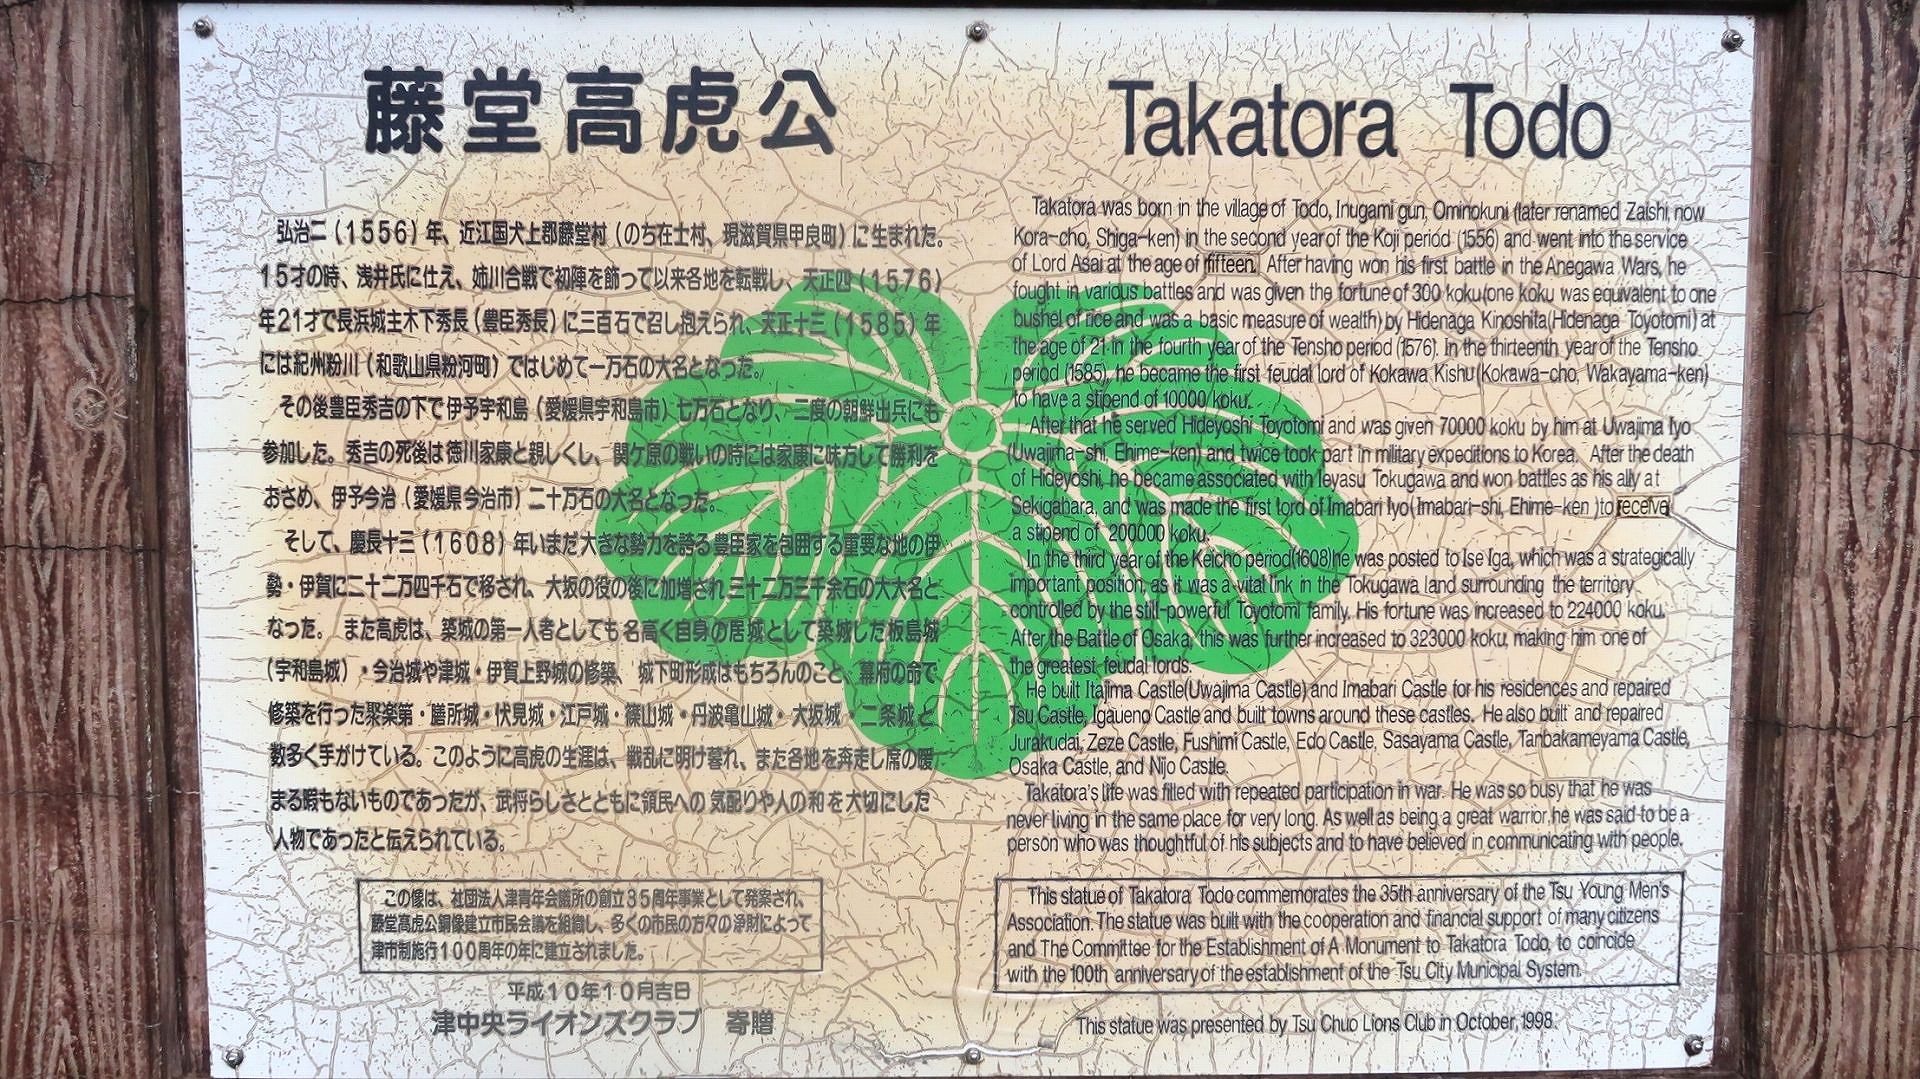 藤堂高虎公
弘治二(1556)年、近江国犬上郡藤堂村(のち在士村、現滋賀県甲良町)に生まれた。
15才の時、浅井氏に仕え、姉川合戦で初陣を飾って以来各地を転戦し、天正四(1576)
年21才で長浜城主木下秀長(豊臣秀長)に三百石で召し抱えられ、天正十三(1585)年
には紀州粉川(和歌山県粉河町)ではじめて一万石の大名となった。
その後豊臣秀吉の下で伊予宇和島(愛媛県宇和島市)七万石となり、二度の朝鮮出兵にも
参加した。秀吉の死後は徳川家康と親しくし、関ケ原の戦いの時には家康に味方して勝利を
おさめ、伊予今治(愛媛県今治市)二十万石の大名となった。
そして、慶長十三(1608)年いまだ大きな勢力を誇る豊臣家を包囲する重要な地の伊
勢・伊賀に二十二万四千石で移され、大坂の役の後に加増され三十二万三千余石の大大名と
なった。また高虎は、築城の第一人者としても名高く自身の居城として築城した板島城
(宇和島城)・今治城や津城・伊賀上野城の修築、城下町形成はもちろんのこと、幕府の命で
修築を行った聚楽第・膳所城・伏見城・江戸城・篠山城・丹波亀山城・大坂城・二条城と
数多く手がけている。このように高虎の生涯は、戦乱に明け暮れ、また各地を奔走し席の暖
まる暇もないものであったが、武将らしさとともに領民への気配りや人の和を大切にした
人物であったと伝えられている。
この像は、社団法人津青年会議所の創立35周年事業として発案され、
藤堂高虎公銅像建立市民会議を組織し、多くの市民の方々の浄財によって
津市制施行100周年の年に建立されました。
平成10年10月吉日
津中央ライオンズクラブ 寄贈
Takatora Todo
Takatora was born in the village of Todo, Inugami gun, Ominokuni (later renamed Zaishi, now
Kora-cho, Shiga-ken) in the second year of the Koji period (1556) and went into the service
of Lord Asai at the age of fifteen. After having won his first battle in the Anegawa Wars, he
fought in various battles and was given the fortune of 300 koku(one koku was equivalent to one
bushel of rice and was a basic measure of wealth) by Hidenaga Kinoshita(Hidenaga Toyotomi) at
the age of 21 in the fourth year of the Tensho period (1576). In the thirteenth year of the Tensho
period (1585), he became the first feudal lord of Kokawa Kishu(Kokawa-cho, Wakayama-ken)
to have a stipend of 10000 koku.
After that he served Hideyoshi Toyotomi and was given 70000 koku by him at Uwajima Iyo
(Uwajima-shi, Ehime-ken) and twice took part in military expeditions to Korea. After the death
of Hideyoshi, he became associated with Ieyasu Tokugawa and won battles as his ally at
Sekigahara, and was made the first lord of Imabari Iyo(Imabari-shi, Ehime-ken )to receive
a stipend of 200000 koku.
In the third year of the Keicho period(1608)he was posted to Ise Iga, which was a strategically
important position, as it was a vital link in the Tokugawa land surrounding the territory
controlled by the still-powerful Toyotomi family. His fortune was increased to 224000 koku.
After the Battle of Osaka, this was further increased to 323000 koku, making him one of
the greatest feudal lords.
He built Itajima Castle(Uwajima Castle) and Imabari Castle for his residences and repaired
Tsu Castle, Igaueno Castle and built towns around these castles. He also built and repaired
Jurakudai, Zeze Castle, Fushimi Castle, Edo Castle, Sasayama Castle, Tanbakameyama Castle,
Osaka Castle, and Nijo Castle.
Takatora's life was filled with repeated participation in war. He was so busy that he was
never living in the same place for very long. As well as being a great warrior, he was said to be a
person who was thoughtful of his subjects and to have believed in communicating with people.
This statue of Takatora Todo commemorates the 35th anniversary of the Tsu Young Men's
Association. The statue was built with the cooperation and financial support of many citizens
and The Committee for the Establishment of A Monument to Takatora Todo, to coincide
with the 100th anniversary of the establishment of the Tsu City Municipal System.
This statue was presented by Tsu Chuo Lions Club in October, 1998.